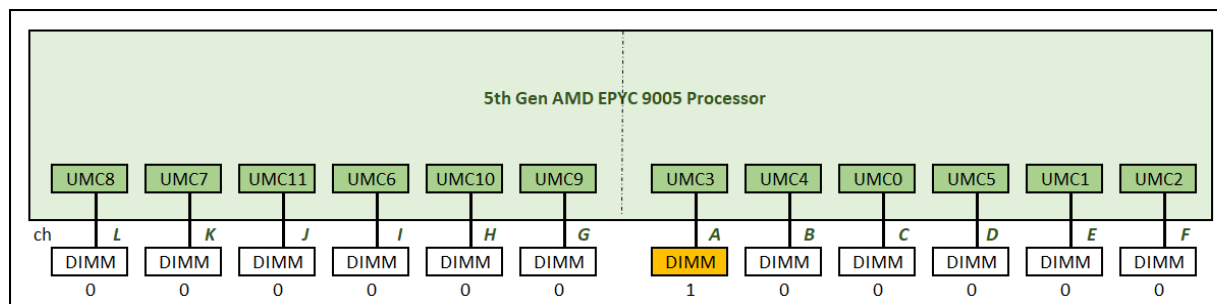 5th Gen AMD EPYC 9005 Processor
UMC8 UMC7 UMC11 UMC6 UMC10 UMC9 UMC3 UMC4 UMC0 UMC5 UMC1 UMC2
ch L K J I H G A B C D E F
DIMM DIMM DIMM DIMM DIMM DIMM DIMM DIMM DIMM DIMM DIMM DIMM
0 0 0 0 0 0 1 0 0 0 0 0